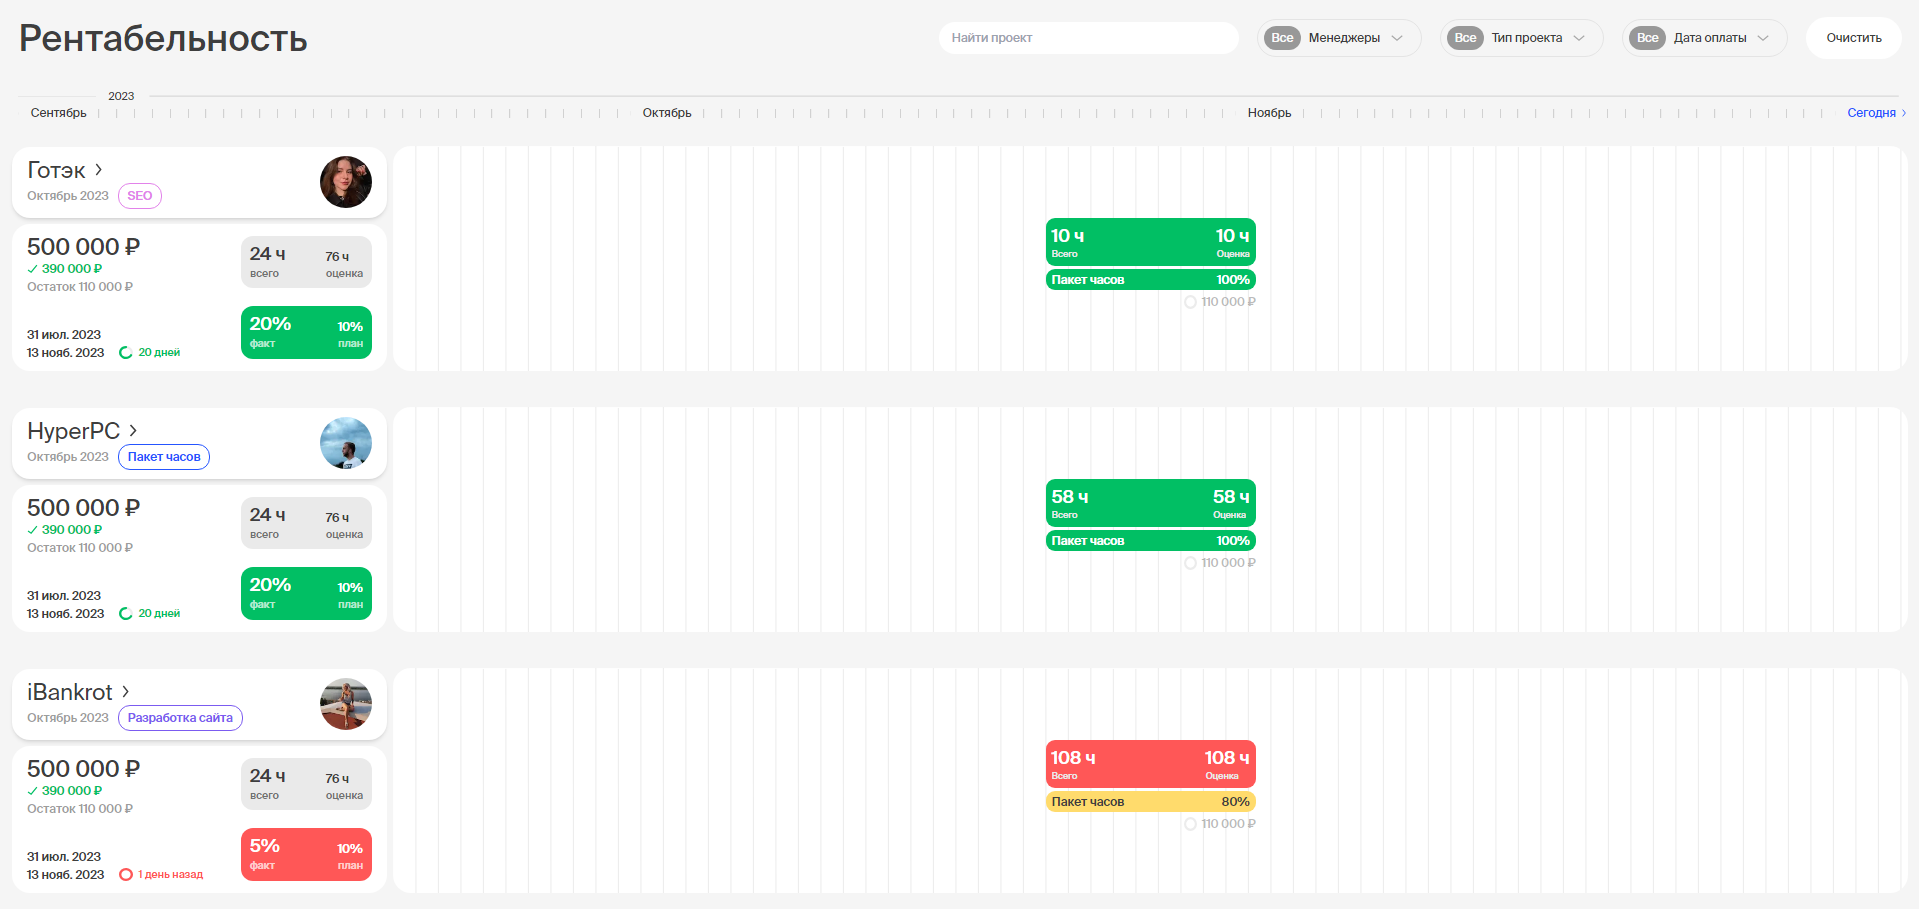 Рентабельность
Найти проект
Все Менеджеры
Все Тип проекта
Все Дата оплаты
Очистить
2023
Сентябрь Октябрь Ноябрь Сегодня
Готэк
Октябрь 2023 SEO
500 000 ₽
390 000 ₽
Остаток 110 000 ₽
24 ч 76 ч
всего оценка
20% 10%
факт план
31 июл. 2023
13 нояб. 2023 20 дней
10 ч 10 ч
Всего Оценка
Пакет часов 100%
110 000 ₽
HyperPC
Октябрь 2023 Пакет часов
500 000 ₽
390 000 ₽
Остаток 110 000 ₽
24 ч 76 ч
всего оценка
20% 10%
факт план
31 июл. 2023
13 нояб. 2023 20 дней
58 ч 58 ч
Всего Оценка
Пакет часов 100%
110 000 ₽
iBankrot
Октябрь 2023 Разработка сайта
500 000 ₽
390 000 ₽
Остаток 110 000 ₽
24 ч 76 ч
всего оценка
5% 10%
факт план
31 июл. 2023
13 нояб. 2023 1 день назад
108 ч 108 ч
Всего Оценка
Пакет часов 80%
110 000 ₽